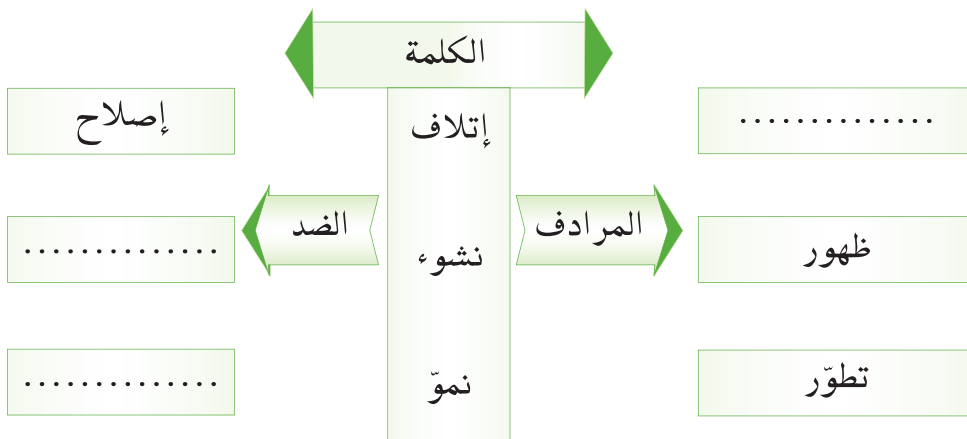 الكلمة
.............. إتلاف إصلاح
المرادف الضد
ظهور نشوء ..............
تطوّر نموّ ..............